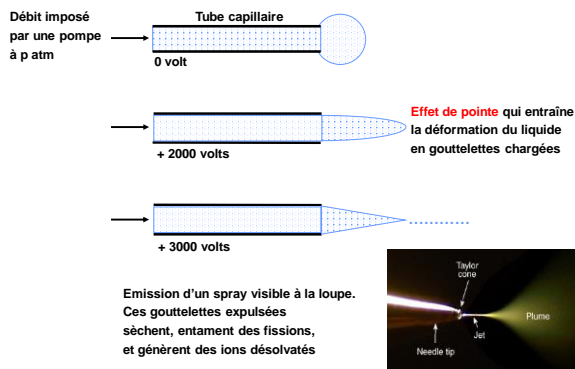 Débit imposé
par une pompe
à p atm
Tube capillaire
0 volt
Effet de pointe qui entraîne
la déformation du liquide
en gouttelettes chargées
+ 2000 volts
+ 3000 volts
Emission d'un spray visible à la loupe.
Ces gouttelettes expulsées
sèchent, entament des fissions,
et génèrent des ions désolvatés
Taylor
cone
Plume
Jet
Needle tip